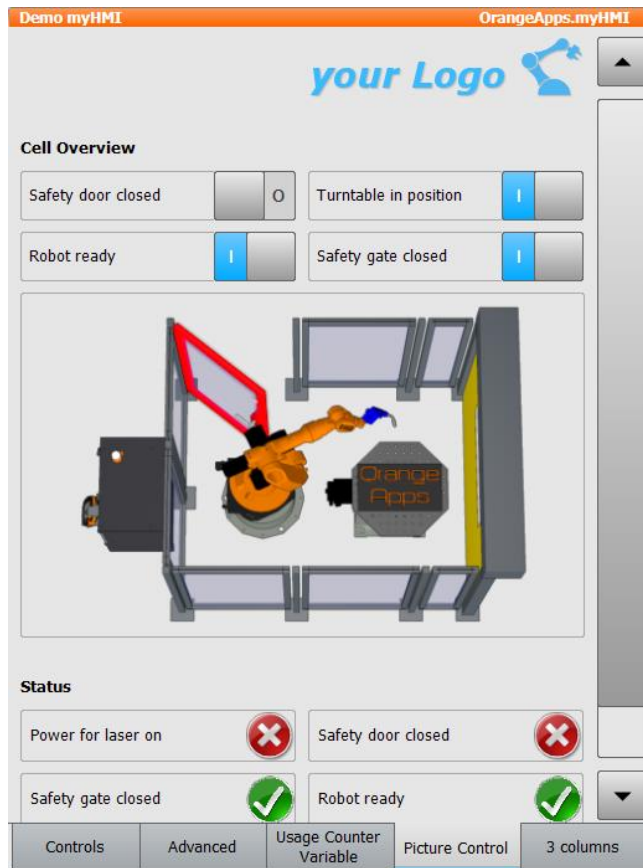 Demo myHMI OrangeApps.myHMI
your Logo
Cell Overview
Safety door closed O Turntable in position I
Robot ready I Safety gate closed I
Orange
Apps
Status
Power for laser on Safety door closed
Safety gate closed Robot ready
Controls Advanced Usage Counter Variable Picture Control 3 columns